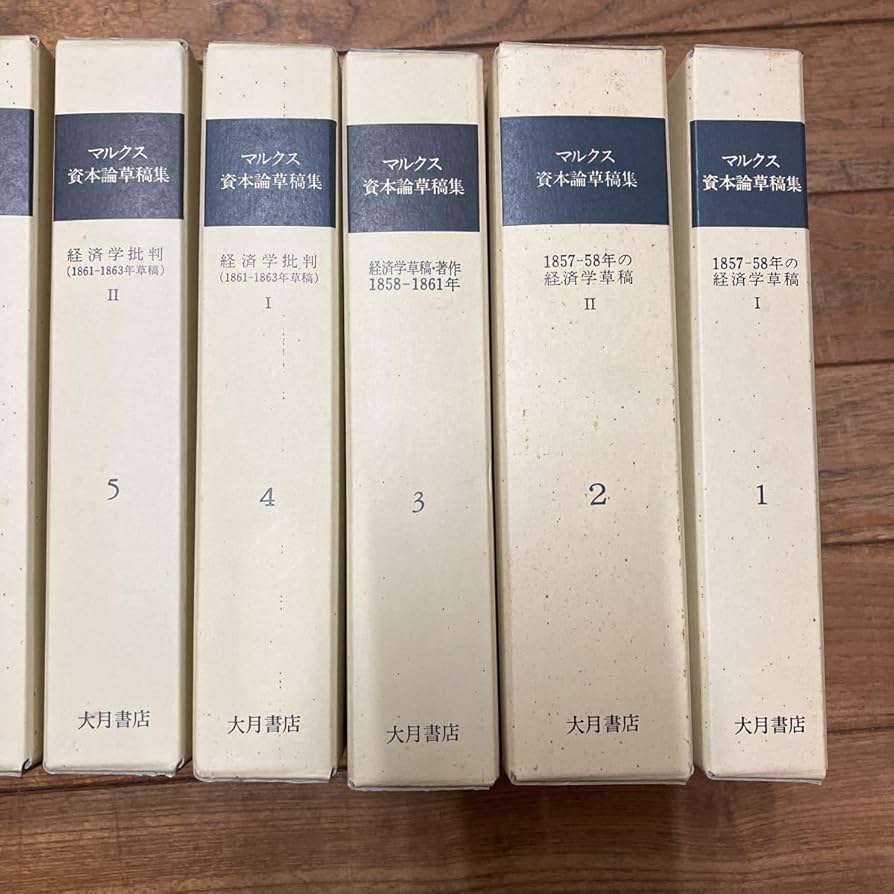 マルクス
資本論草稿集
経済学批判
(1861-1863年草稿)
II
5
大月書店
マルクス
資本論草稿集
経済学批判
(1861-1863年草稿)
I
4
大月書店
マルクス
資本論草稿集
経済学草稿・著作
1858-1861年
3
大月書店
マルクス
資本論草稿集
1857-58年の
経済学草稿
II
2
大月書店
マルクス
資本論草稿集
1857-58年の
経済学草稿
I
1
大月書店